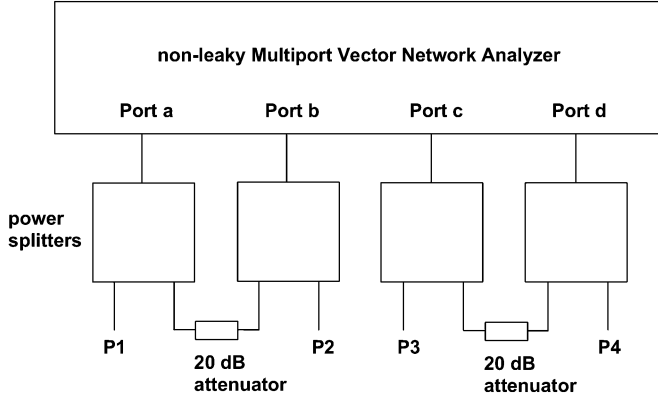 non-leaky Multiport Vector Network Analyzer
Port a Port b Port c Port d
power
splitters
P1 P2 P3 P4
20 dB
attenuator
20 dB
attenuator